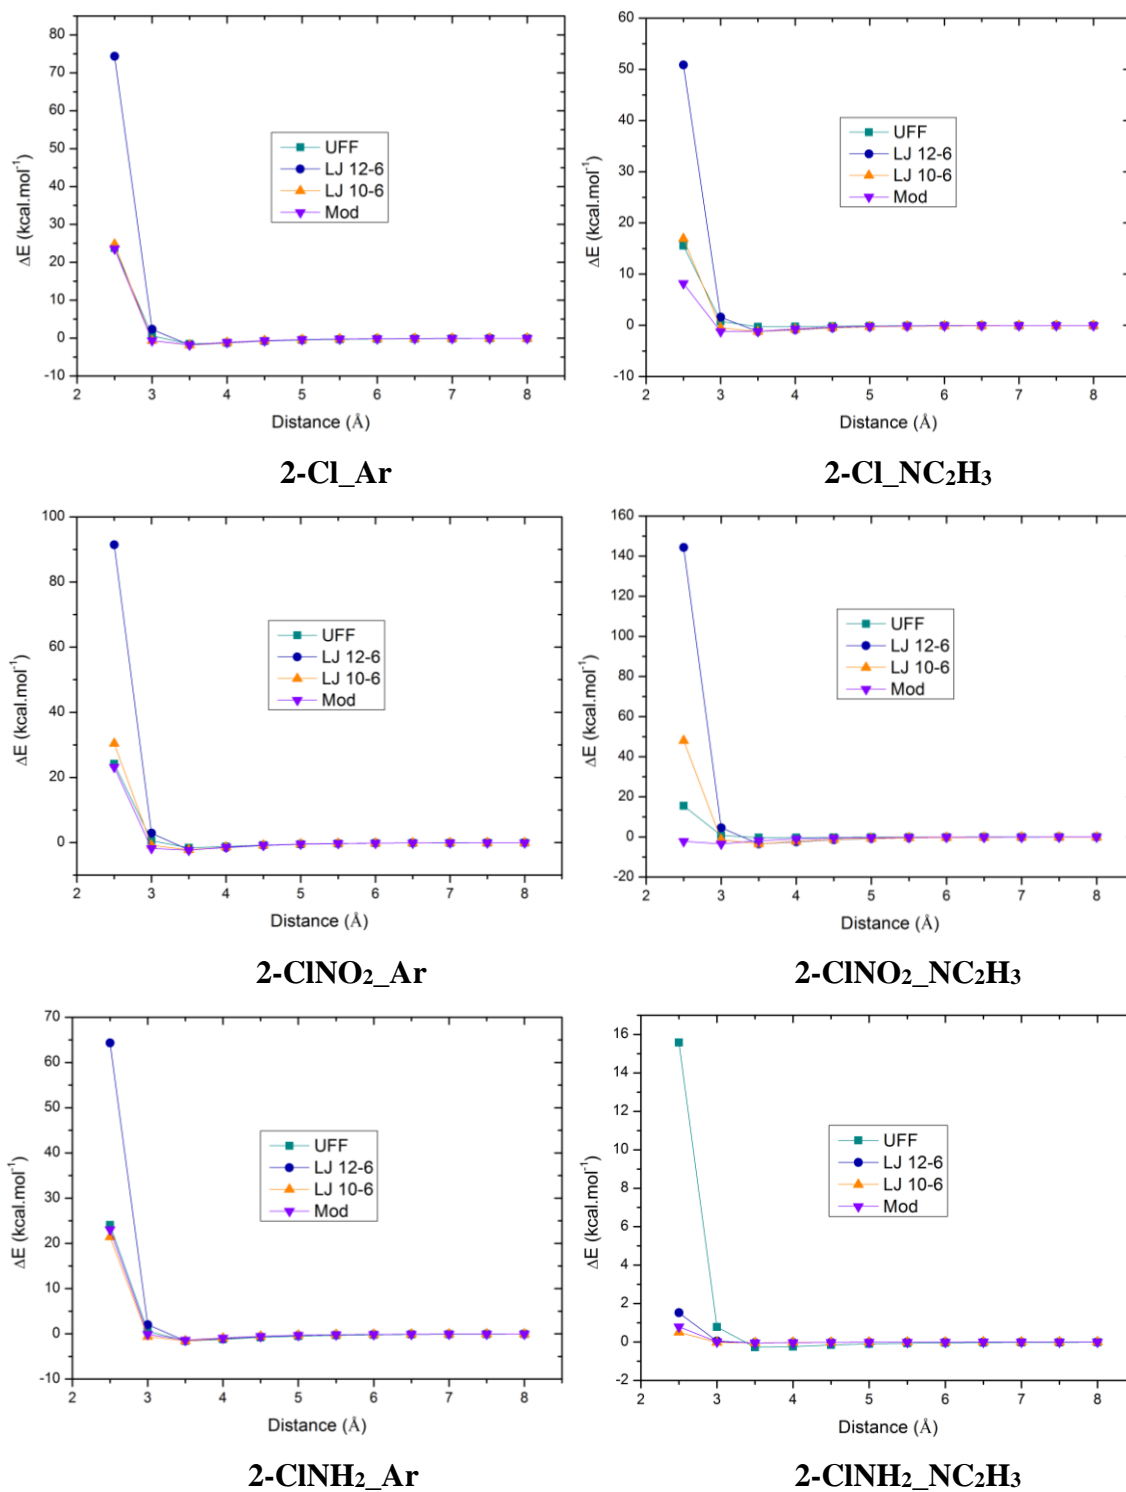 80
70
60
50
40
30
20
10
0
-10
ΔE (kcal.mol⁻¹)
UFF
LJ 12-6
LJ 10-6
Mod
2 3 4 5 6 7 8
Distance (Å)
2-Cl_Ar
60
50
40
30
20
10
0
-10
ΔE (kcal.mol⁻¹)
UFF
LJ 12-6
LJ 10-6
Mod
2 3 4 5 6 7 8
Distance (Å)
2-Cl_NC₂H₃
100
80
60
40
20
0
ΔE (kcal.mol⁻¹)
UFF
LJ 12-6
LJ 10-6
Mod
2 3 4 5 6 7 8
Distance (Å)
2-ClNO₂_Ar
160
140
120
100
80
60
40
20
0
-20
ΔE (kcal.mol⁻¹)
UFF
LJ 12-6
LJ 10-6
Mod
2 3 4 5 6 7 8
Distance (Å)
2-ClNO₂_NC₂H₃
70
60
50
40
30
20
10
0
-10
ΔE (kcal.mol⁻¹)
UFF
LJ 12-6
LJ 10-6
Mod
2 3 4 5 6 7 8
Distance (Å)
2-ClNH₂_Ar
16
14
12
10
8
6
4
2
0
-2
ΔE (kcal.mol⁻¹)
UFF
LJ 12-6
LJ 10-6
Mod
2 3 4 5 6 7 8
Distance (Å)
2-ClNH₂_NC₂H₃